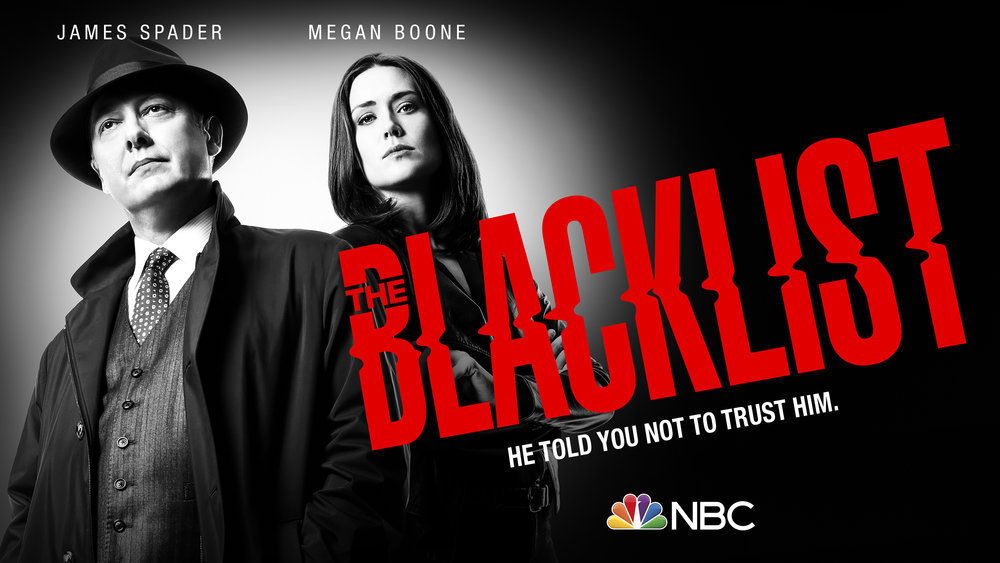 JAMES SPADER
MEGAN BOONE
THE
BLACKLIST
HE TOLD YOU NOT TO TRUST HIM.
NBC